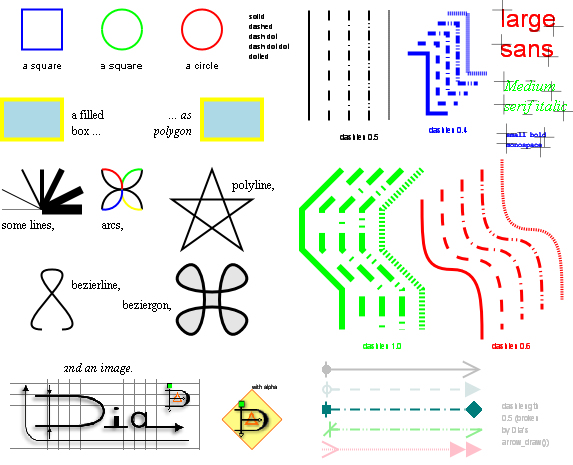 large
sans
solid
dashed
dash dot
dash dot dot
dotted
a square
a square
a circle
Medium
serif italic
a filled
box ...
... as
polygon
dashlen 0.5
dashlen 0.4
small bold
monospace
polyline,
some lines,
arcs,
bezierline,
beziergon,
dashlen 1.0
dashlen 0.6
and an image.
with alpha
Dia
dashlength
0.5 (broken
by Dia's
arrow_draw())